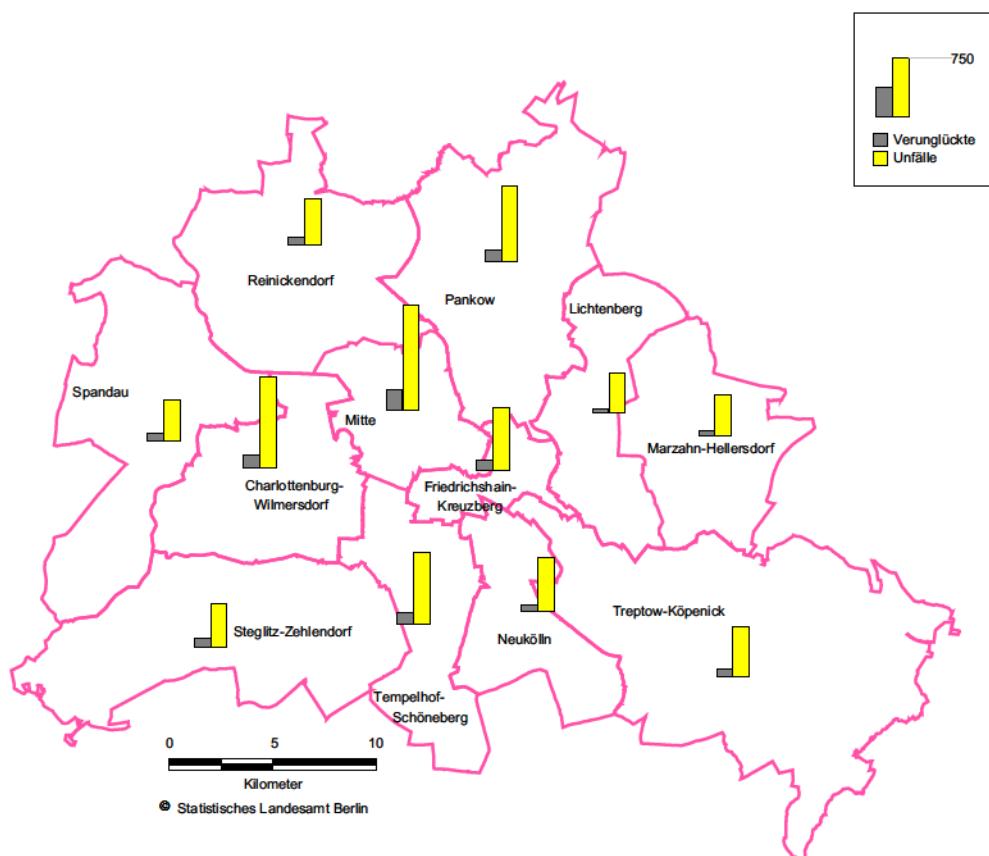 750
Verunglückte
Unfälle
Reinickendorf
Pankow
Lichtenberg
Spandau
Mitte
Marzahn-Hellersdorf
Charlottenburg-
Wilmersdorf
Friedrichshain-
Kreuzberg
Treptow-Köpenick
Steglitz-Zehlendorf
Neukölln
Tempelhof-
Schöneberg
0 5 10
Kilometer
© Statistisches Landesamt Berlin